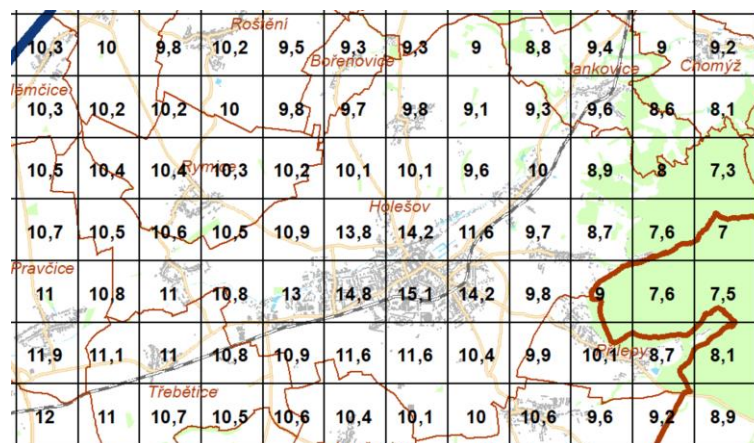 Roštění
10,3 10 9,8 10,2 9,5 9,3 9,3 9 8,8 9,4 9 9,2
Bořenovice
Jankovice
Chomýž
ěmčice
10,3 10,2 10,2 10 9,8 9,7 9,8 9,1 9,3 9,6 8,6 8,1
10,5 10,4 10,4 10,3 10,2 10,1 10,1 9,6 10 8,9 8 7,3
Rymice
Holešov
10,7 10,5 10,6 10,5 10,9 13,8 14,2 11,6 9,7 8,7 7,6 7
Pravčice
11 10,8 11 10,8 13 14,8 15,1 14,2 9,8 9 7,6 7,5
11,9 11,1 11 10,8 10,9 11,6 11,6 10,4 9,9 10,1 8,7 8,1
Přílepy
Třebětice
12 11 10,7 10,5 10,6 10,4 10,1 10 10,6 9,6 9,2 8,9